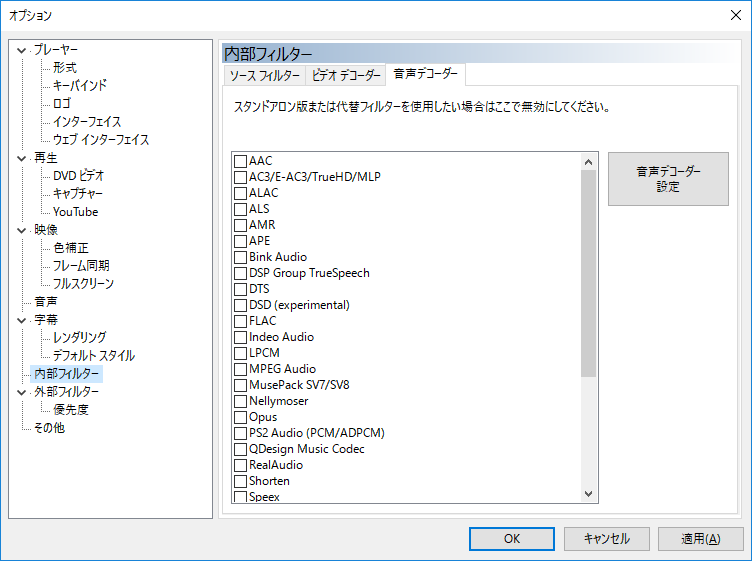 オプション
プレーヤー
形式
キーバインド
ロゴ
インターフェイス
ウェブ インターフェイス
再生
DVD ビデオ
キャプチャー
YouTube
映像
色補正
フレーム同期
フルスクリーン
音声
字幕
レンダリング
デフォルト スタイル
内部フィルター
外部フィルター
優先度
その他
内部フィルター
ソース フィルター ビデオ デコーダー 音声デコーダー
スタンドアロン版または代替フィルターを使用したい場合はここで無効にしてください。
AAC
AC3/E-AC3/TrueHD/MLP
ALAC
ALS
AMR
APE
Bink Audio
DSP Group TrueSpeech
DTS
DSD (experimental)
FLAC
Indeo Audio
LPCM
MPEG Audio
MusePack SV7/SV8
Nellymoser
Opus
PS2 Audio (PCM/ADPCM)
QDesign Music Codec
RealAudio
Shorten
Speex
音声デコーダー
設定
OK キャンセル 適用(A)